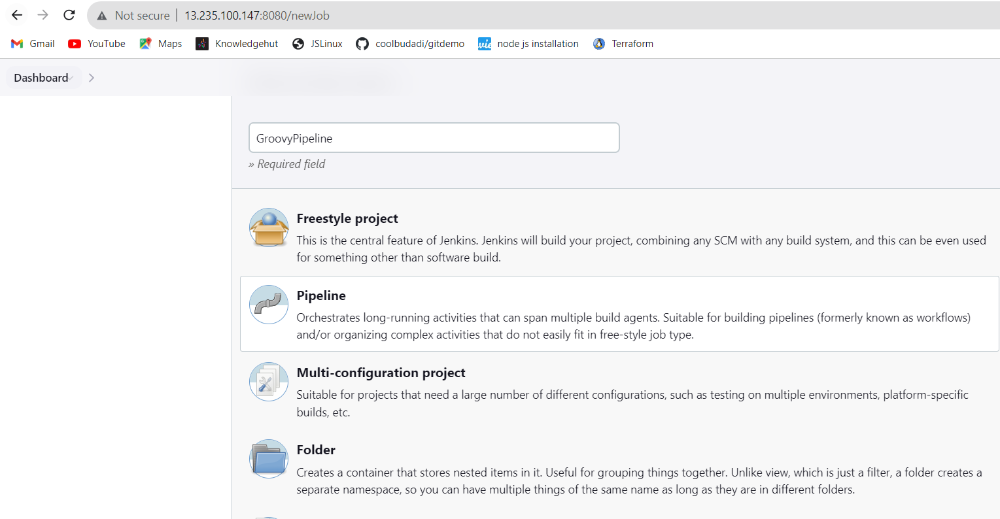 Not secure 13.235.100.147:8080/newJob
Gmail YouTube Maps Knowledgehut JSLinux coolbudadi/gitdemo node js installation Terraform
Dashboard
GroovyPipeline
» Required field
Freestyle project
This is the central feature of Jenkins. Jenkins will build your project, combining any SCM with any build system, and this can be even used
for something other than software build.
Pipeline
Orchestrates long-running activities that can span multiple build agents. Suitable for building pipelines (formerly known as workflows)
and/or organizing complex activities that do not easily fit in free-style job type.
Multi-configuration project
Suitable for projects that need a large number of different configurations, such as testing on multiple environments, platform-specific
builds, etc.
Folder
Creates a container that stores nested items in it. Useful for grouping things together. Unlike view, which is just a filter, a folder creates a
separate namespace, so you can have multiple things of the same name as long as they are in different folders.